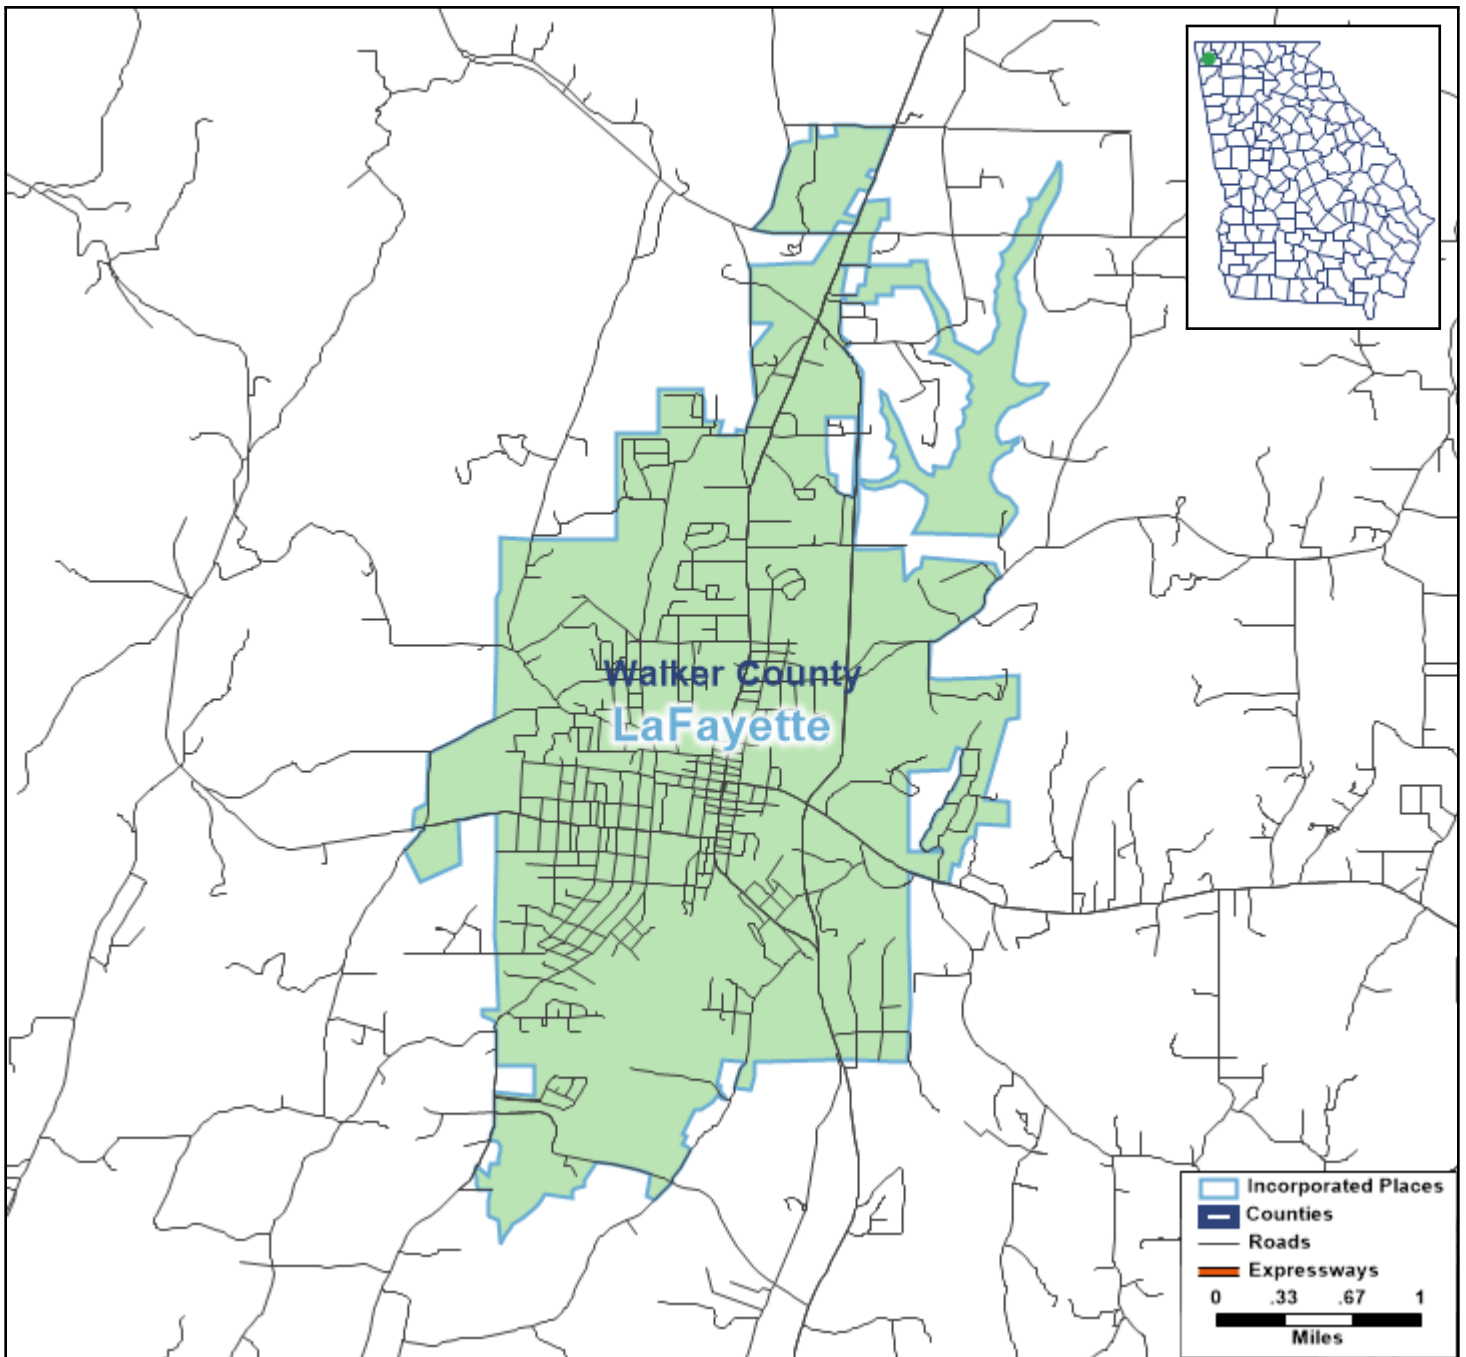 Walker County
LaFayette
Incorporated Places
Counties
Roads
Expressways
0 .33 .67 1
Miles